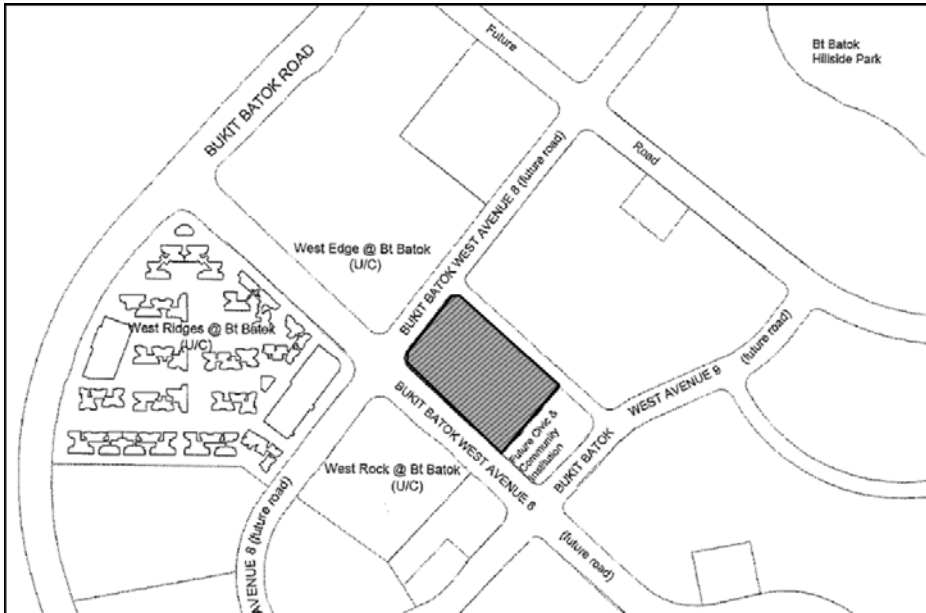 Future
Bt Batok
Hillside Park
BUKIT BATOK ROAD
Road
BUKIT BATOK WEST AVENUE 8 (future road)
West Edge @ Bt Batok
(U/C)
West Ridges @ Bt Batok
(U/C)
WEST AVENUE 9
(future road)
BUKIT BATOK
BUKIT BATOK WEST AVENUE 6
(future road)
Future Civic &
Community
Institution
West Rock @ Bt Batok
(U/C)
AVENUE 8 (future road)